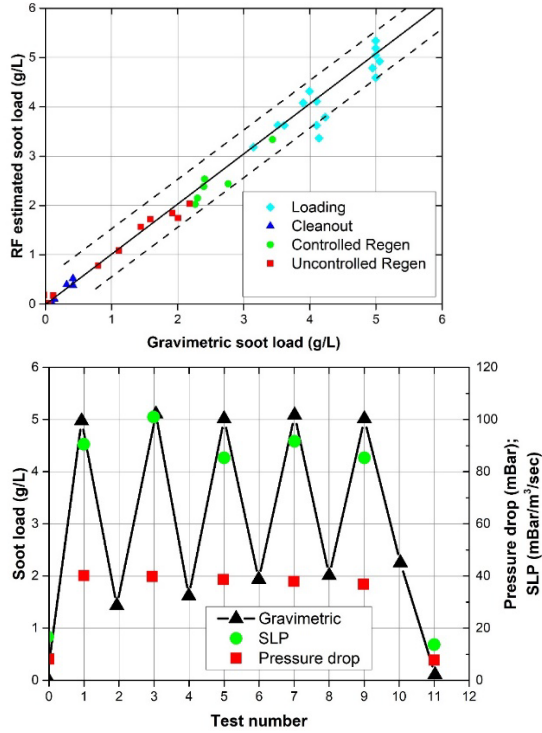 RF estimated soot load (g/L)
6
5
4
3
2
1
0
Loading
Cleanout
Controlled Regen
Uncontrolled Regen
0 1 2 3 4 5 6
Gravimetric soot load (g/L)
Soot load (g/L)
6
5
4
3
2
1
0
120
100
80
60
40
20
0
Pressure drop (mBar);
SLP (mBar/m³/sec)
Gravimetric
SLP
Pressure drop
0 1 2 3 4 5 6 7 8 9 10 11 12
Test number